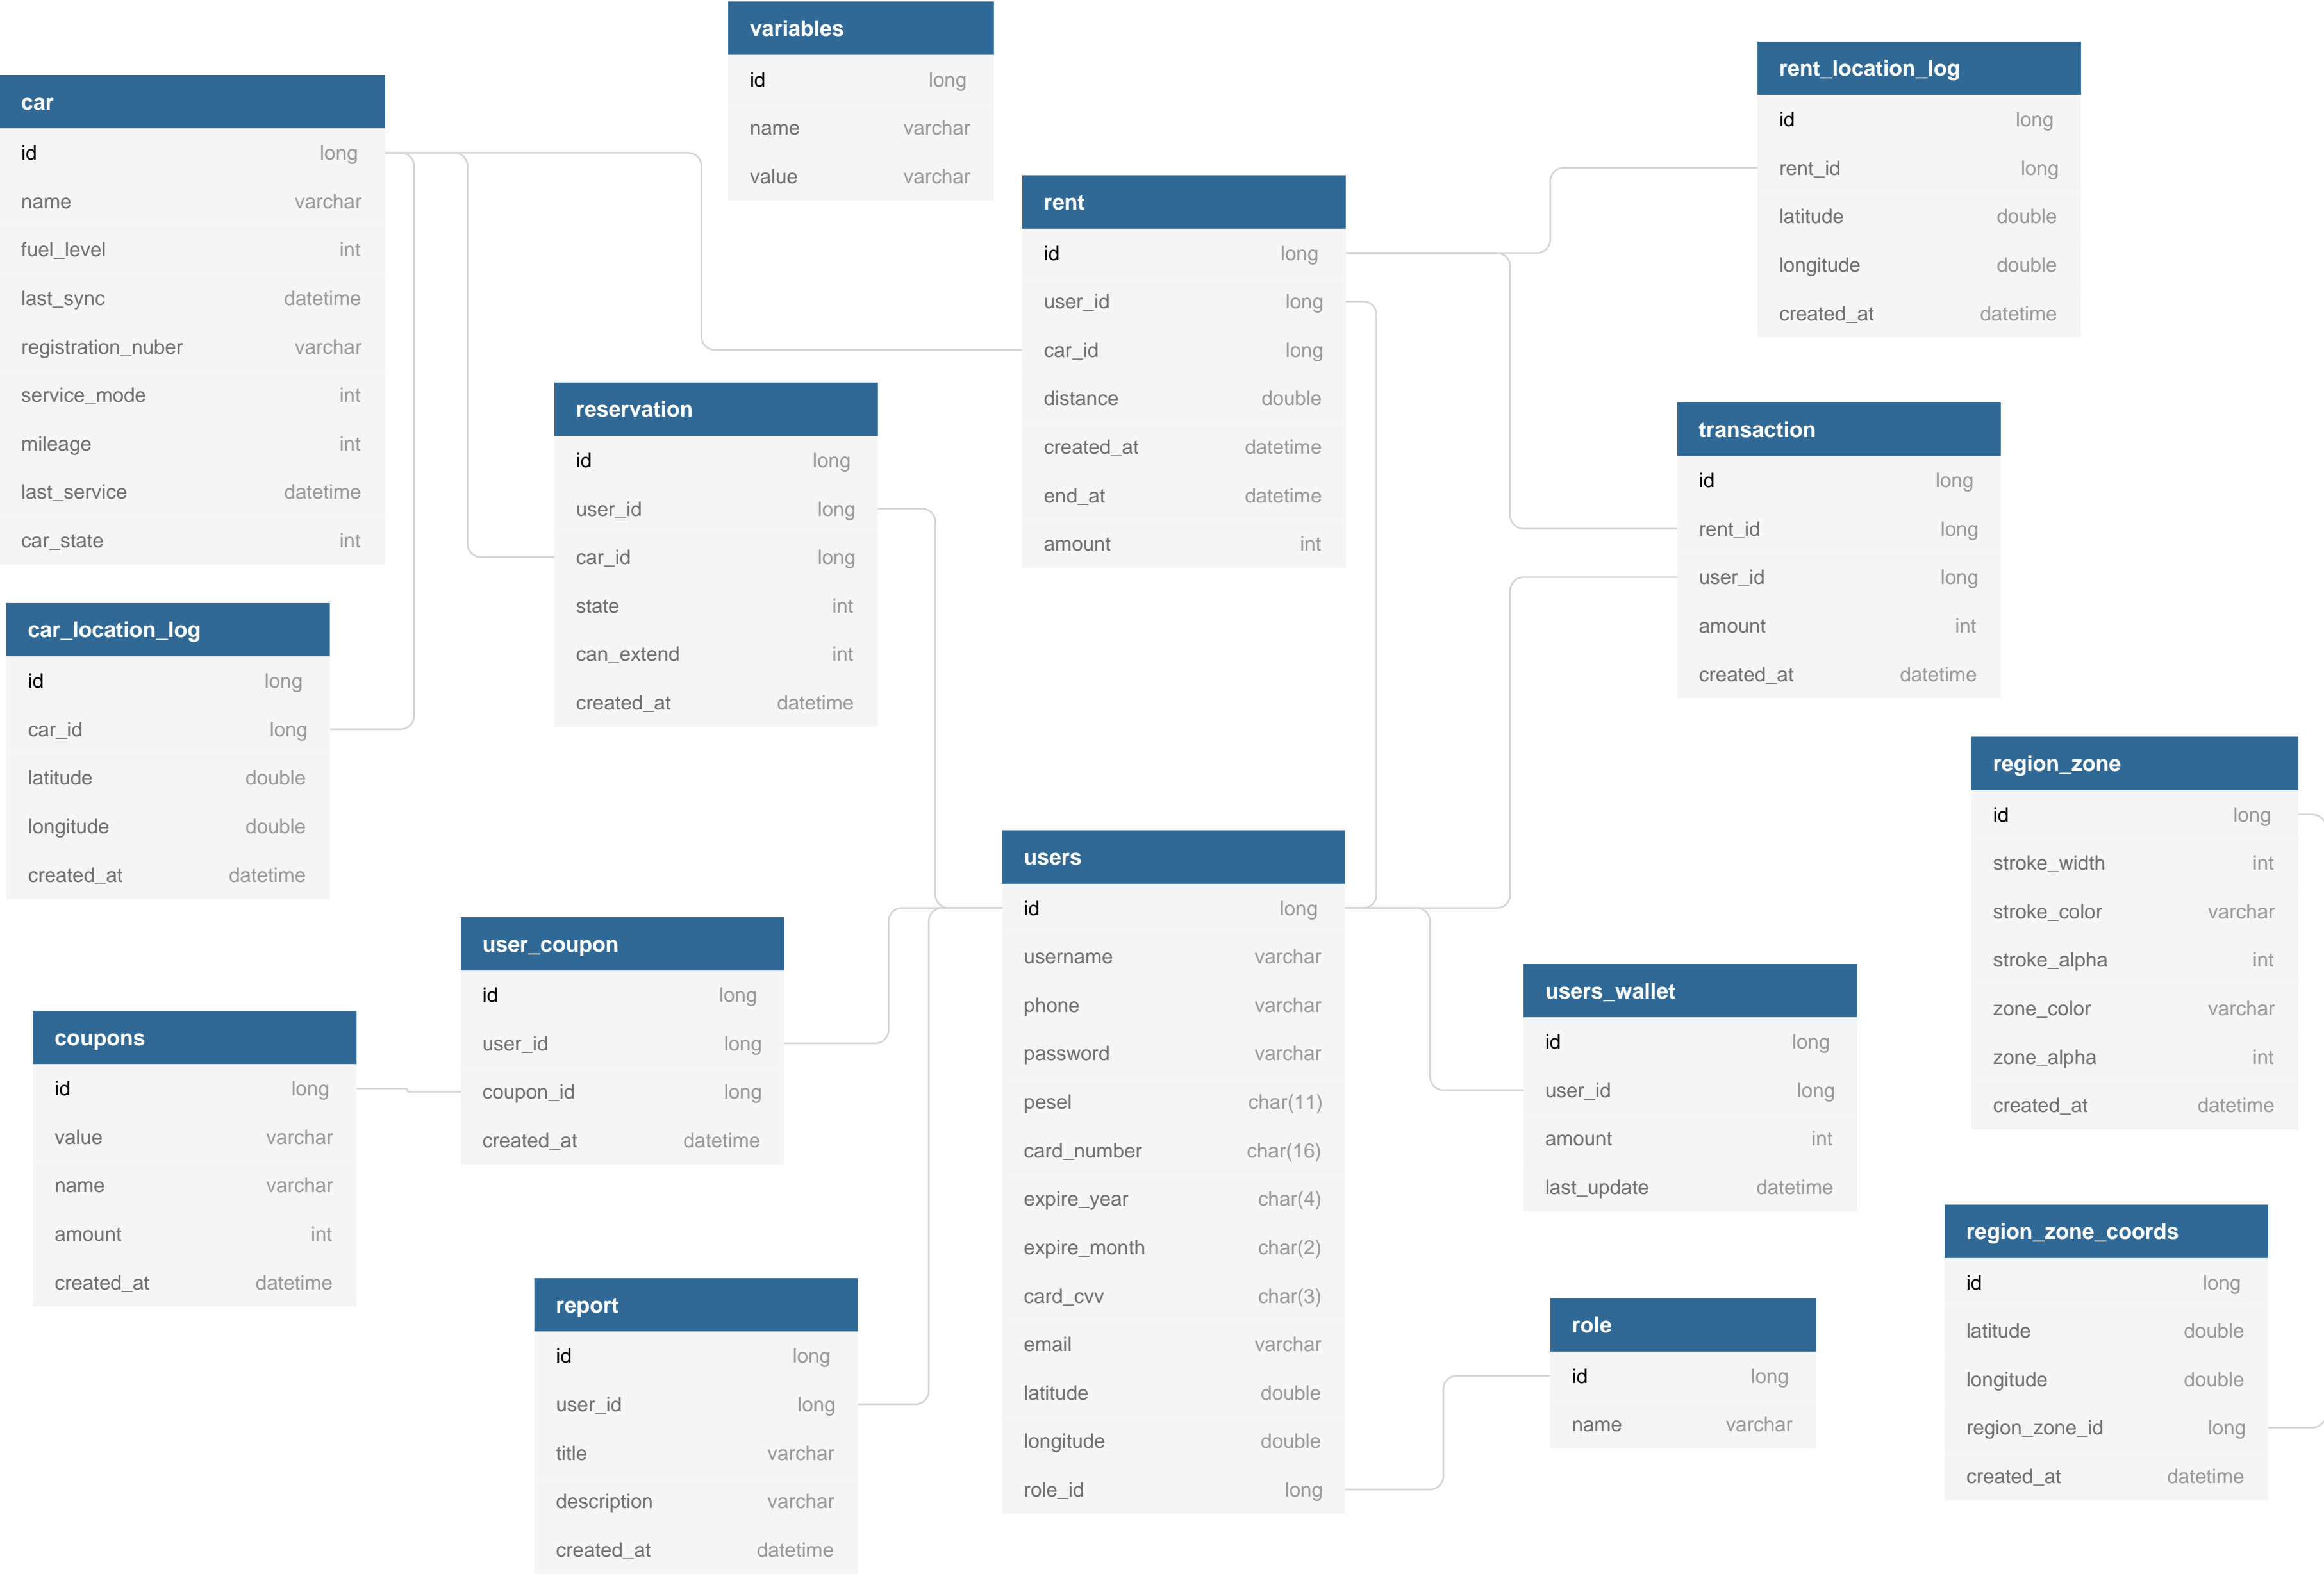 variables
id long
name varchar
value varchar
rent_location_log
id long
rent_id long
latitude double
longitude double
created_at datetime
car
id long
name varchar
fuel_level int
last_sync datetime
registration_nuber varchar
service_mode int
mileage int
last_service datetime
car_state int
rent
id long
user_id long
car_id long
distance double
created_at datetime
end_at datetime
amount int
reservation
id long
user_id long
car_id long
state int
can_extend int
created_at datetime
transaction
id long
rent_id long
user_id long
amount int
created_at datetime
car_location_log
id long
car_id long
latitude double
longitude double
created_at datetime
region_zone
id long
stroke_width int
stroke_color varchar
stroke_alpha int
zone_color varchar
zone_alpha int
created_at datetime
users
id long
username varchar
phone varchar
password varchar
pesel char(11)
card_number char(16)
expire_year char(4)
expire_month char(2)
card_cvv char(3)
email varchar
latitude double
longitude double
role_id long
user_coupon
id long
user_id long
coupon_id long
created_at datetime
users_wallet
id long
user_id long
amount int
last_update datetime
coupons
id long
value varchar
name varchar
amount int
created_at datetime
region_zone_coords
id long
latitude double
longitude double
region_zone_id long
created_at datetime
report
id long
user_id long
title varchar
description varchar
created_at datetime
role
id long
name varchar